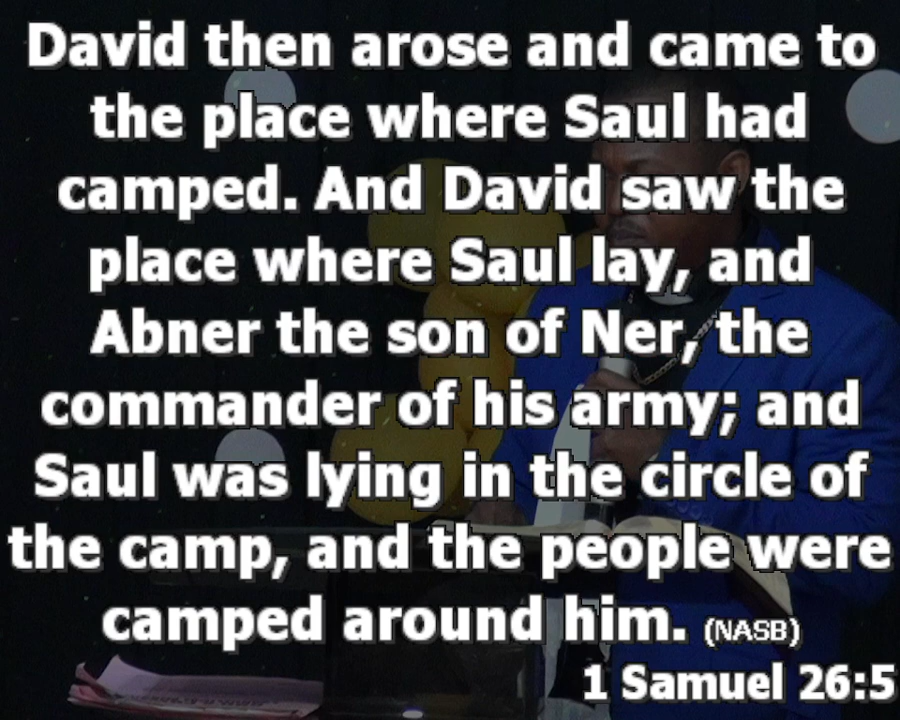 David then arose and came to
the place where Saul had
camped. And David saw the
place where Saul lay, and
Abner the son of Ner, the
commander of his army; and
Saul was lying in the circle of
the camp, and the people were
camped around him. (NASB)
1 Samuel 26:5